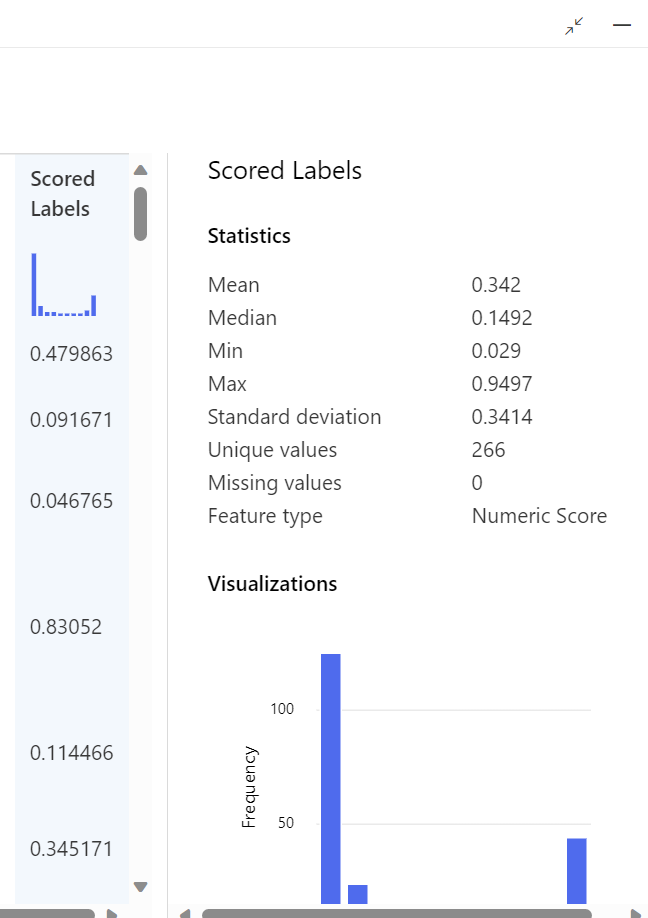 Scored
Labels
0.479863
0.091671
0.046765
0.83052
0.114466
0.345171
Scored Labels
Statistics
Mean 0.342
Median 0.1492
Min 0.029
Max 0.9497
Standard deviation 0.3414
Unique values 266
Missing values 0
Feature type Numeric Score
Visualizations
100
50
Frequency